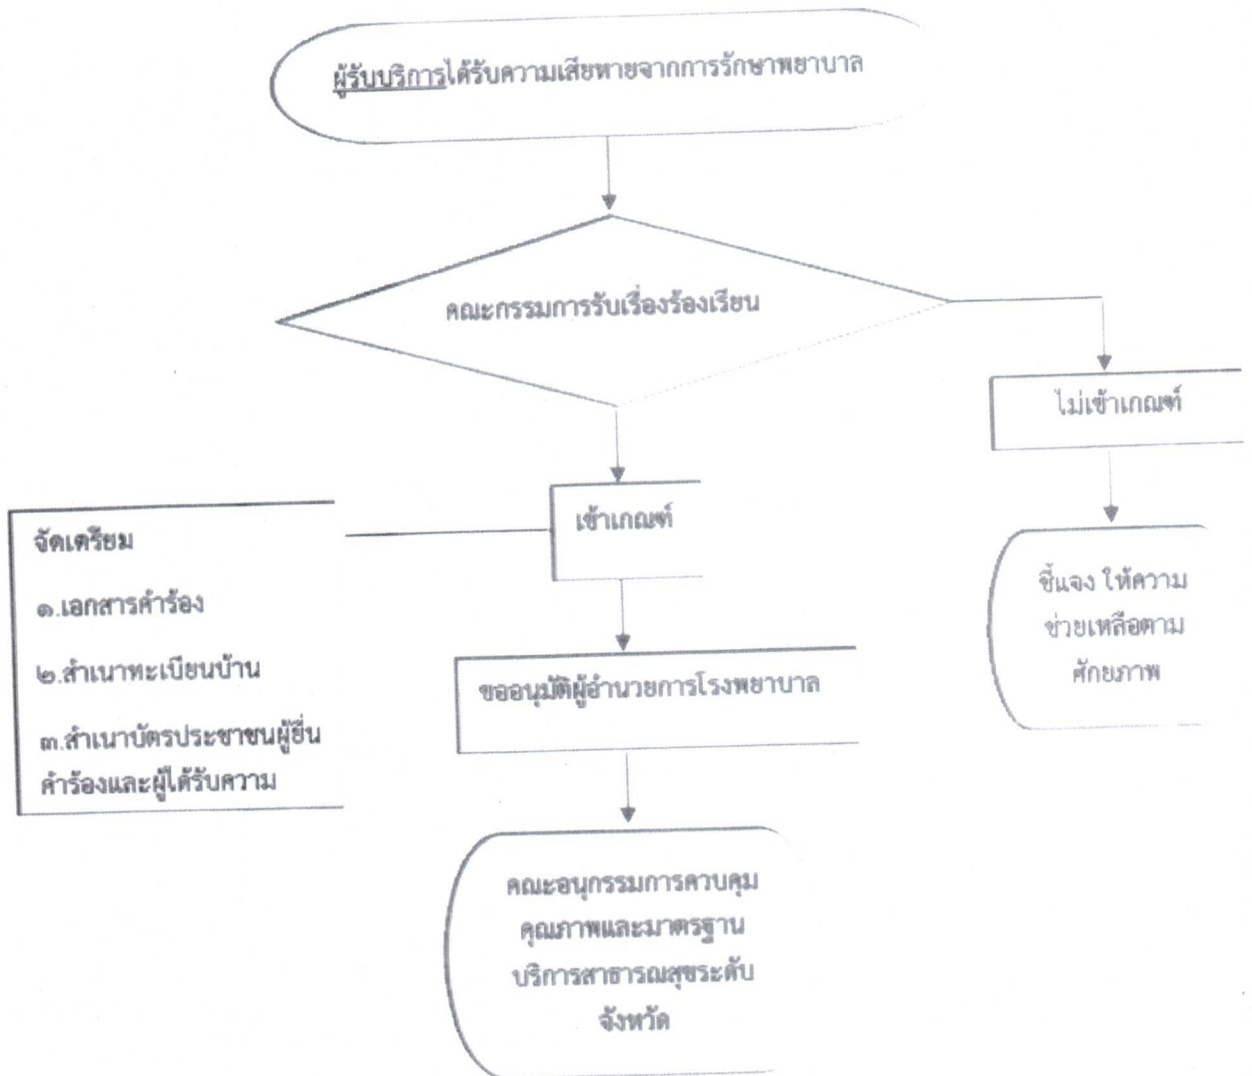 ผู้รับบริการได้รับความเสียหายจากการรักษาพยาบาล
คณะกรรมการรับเรื่องร้องเรียน
ไม่เข้าเกณฑ์
เข้าเกณฑ์
จัดเตรียม
๑.เอกสารคำร้อง
๒.สำเนาทะเบียนบ้าน
๓.สำเนาบัตรประชาชนผู้ยื่น
คำร้องและผู้ได้รับความ
ชี้แจง ให้ความ
ช่วยเหลือตาม
ศักยภาพ
ขออนุมัติผู้อำนวยการโรงพยาบาล
คณะอนุกรรมการควบคุม
คุณภาพและมาตรฐาน
บริการสาธารณสุขระดับ
จังหวัด